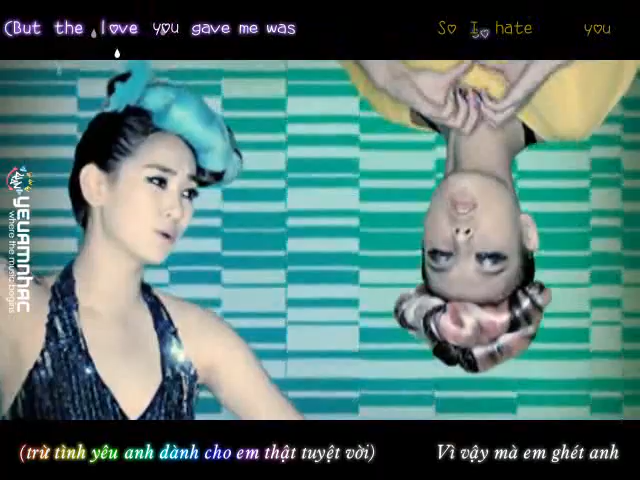 (But the love you gave me was
So I hate you
so
YEUAMNHAC
where the music begins
(trừ tình yêu anh dành cho em thật tuyệt vời)
Vì vậy mà em ghét anh